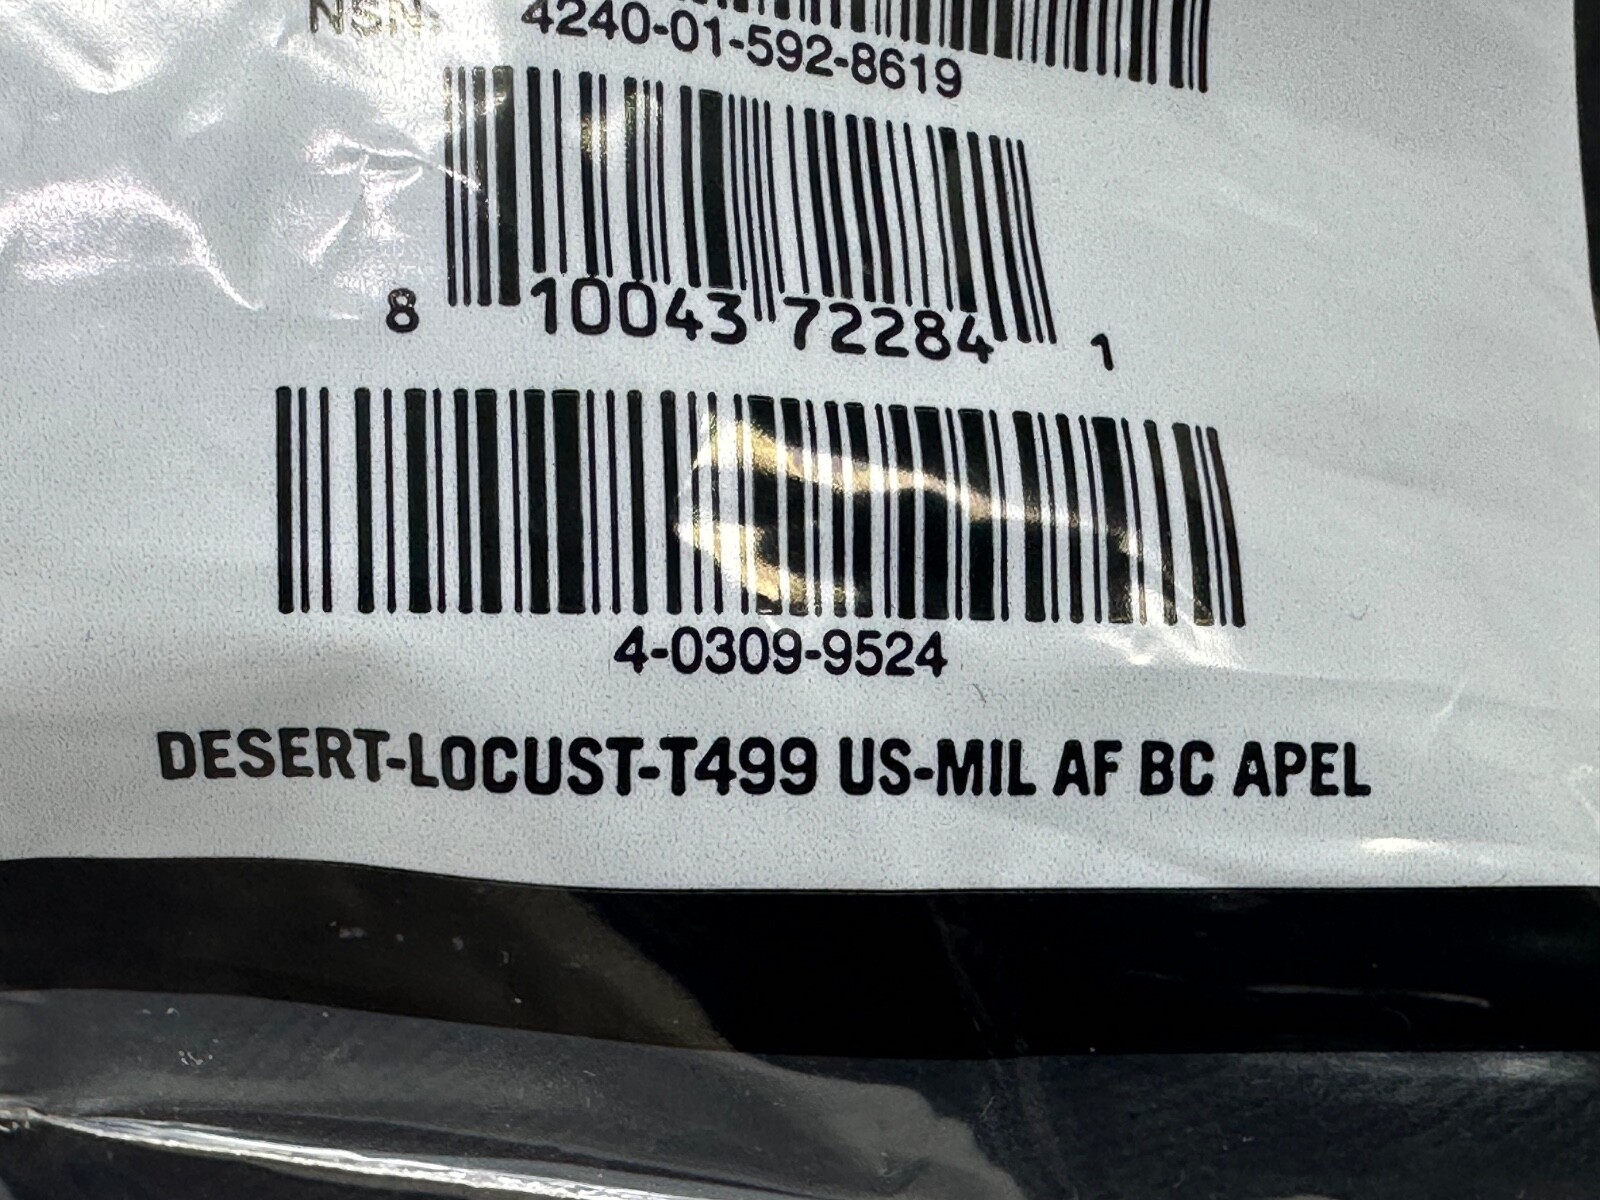 NSN: 4240-01-592-8619
8 10043 72284 1
4-0309-9524
DESERT-LOCUST-T499 US-MIL AF BC APEL